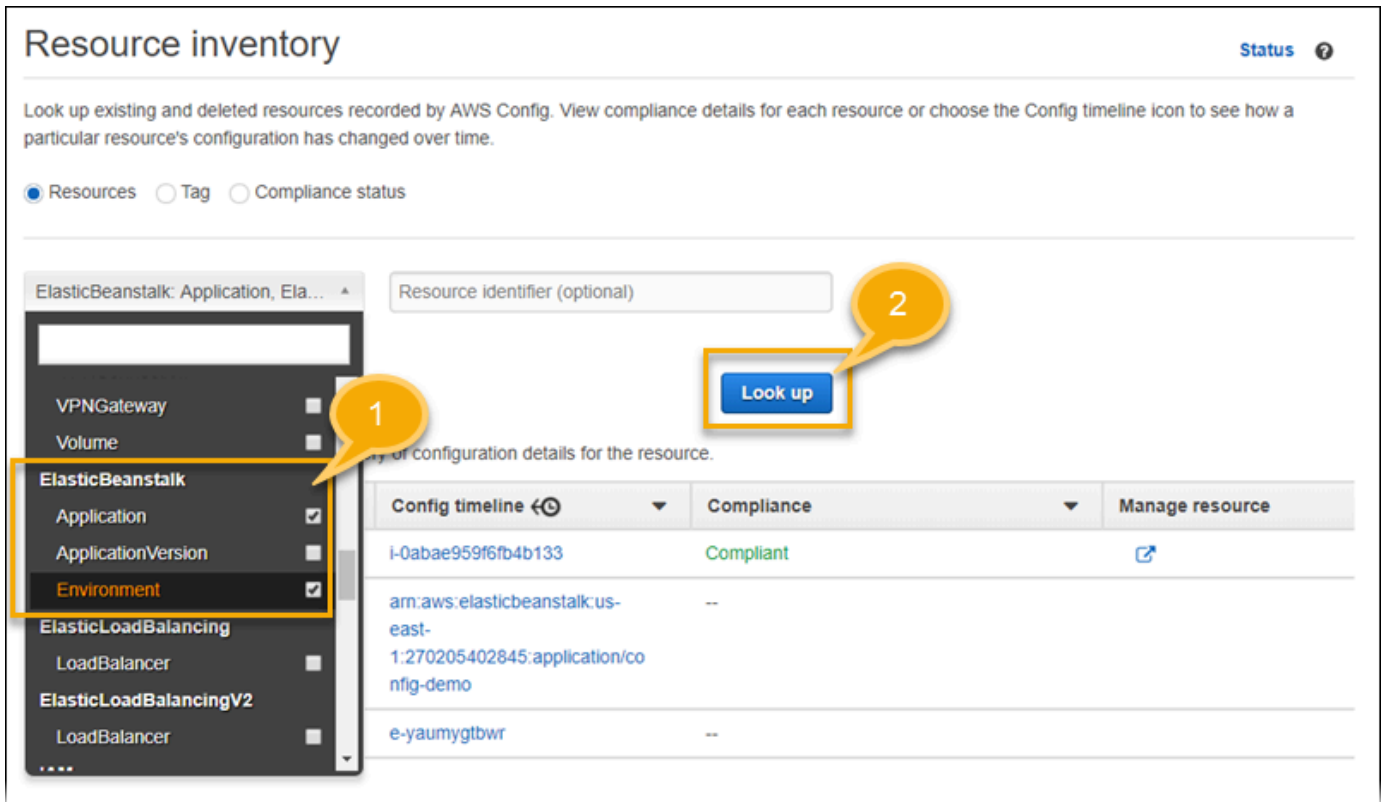 Resource inventory
Status
Look up existing and deleted resources recorded by AWS Config. View compliance details for each resource or choose the Config timeline icon to see how a
particular resource's configuration has changed over time.
Resources Tag Compliance status
ElasticBeanstalk: Application, Ela...
Resource identifier (optional)
2
Look up
VPNGateway
1
Volume
of configuration details for the resource.
ElasticBeanstalk
Application
ApplicationVersion
Environment
ElasticLoadBalancing
LoadBalancer
ElasticLoadBalancingV2
LoadBalancer
Config timeline Compliance Manage resource
i-0abae959f6fb4b133 Compliant
arn:aws:elasticbeanstalk:us-
east-
1:270205402845:application/co
nfig-demo
--
e-yaumygtbwr --